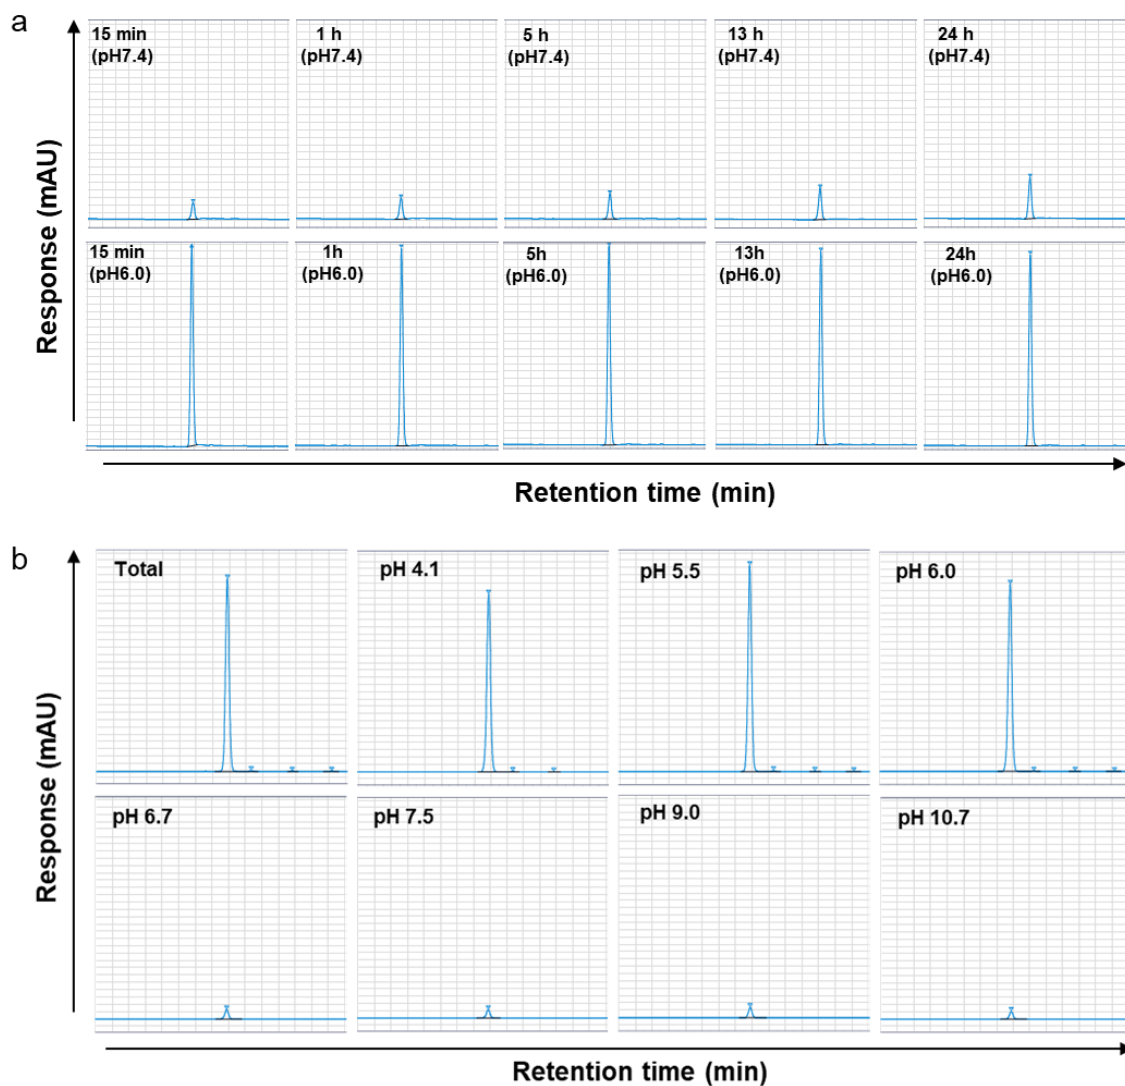 a
Response (mAU)
15 min
(pH7.4)
1 h
(pH7.4)
5 h
(pH7.4)
13 h
(pH7.4)
24 h
(pH7.4)
15 min
(pH6.0)
1h
(pH6.0)
5h
(pH6.0)
13h
(pH6.0)
24h
(pH6.0)
Retention time (min)
b
Response (mAU)
Total
pH 4.1
pH 5.5
pH 6.0
pH 6.7
pH 7.5
pH 9.0
pH 10.7
Retention time (min)